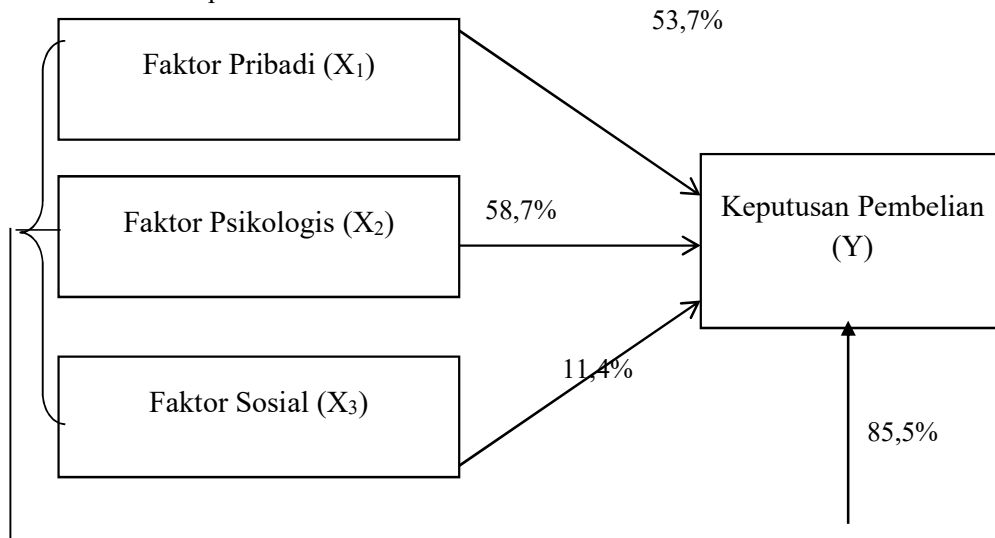 53,7%
Faktor Pribadi (X₁)
Faktor Psikologis (X₂)
58,7%
Keputusan Pembelian
(Y)
11,4%
Faktor Sosial (X₃)
85,5%